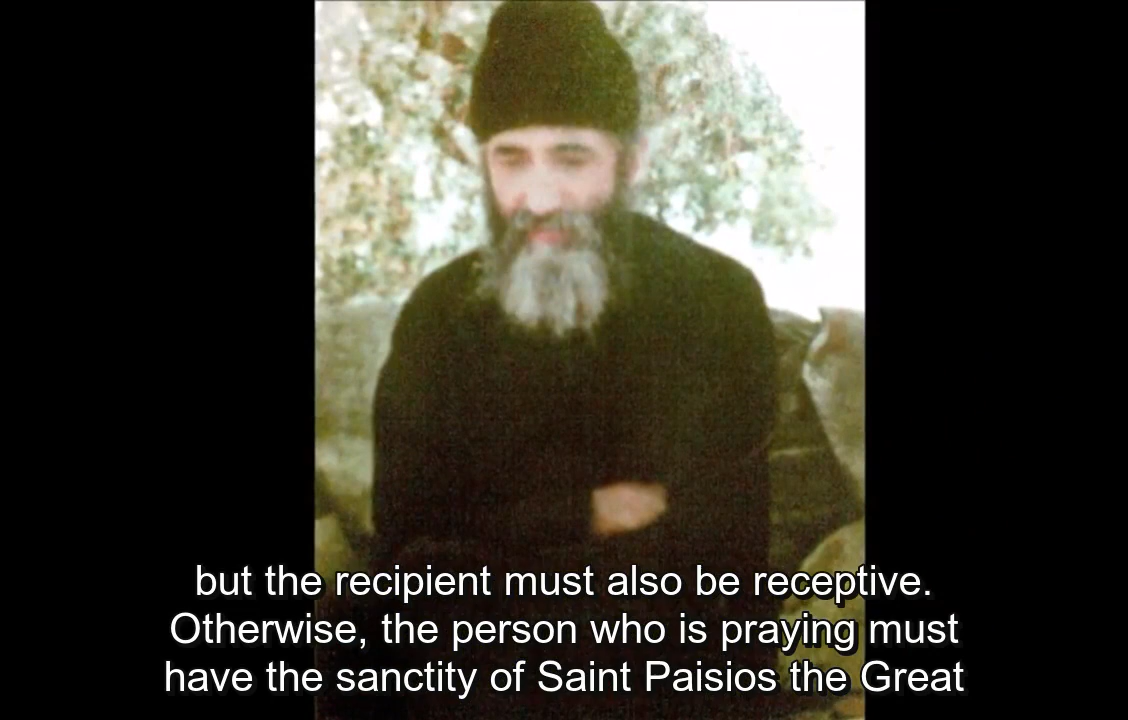 but the recipient must also be receptive.
Otherwise, the person who is praying must
have the sanctity of Saint Paisios the Great